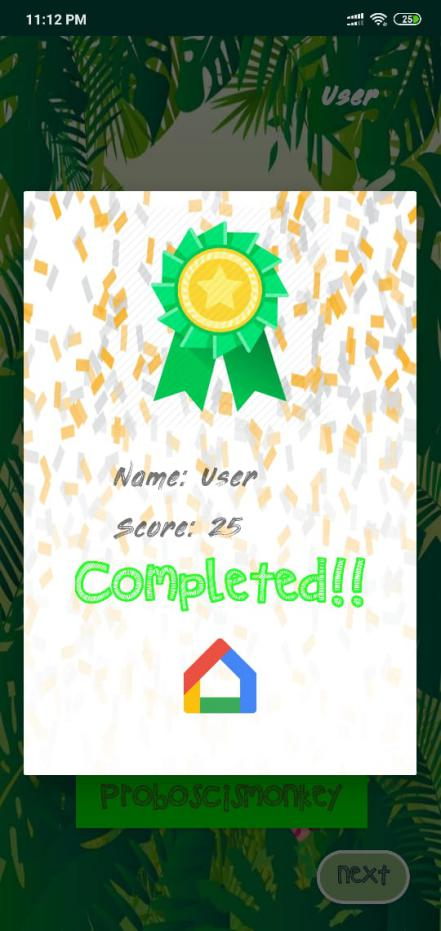 11:12 PM
25
User
Name: User
Score: 25
Completed!!
Proboscismonkey
next